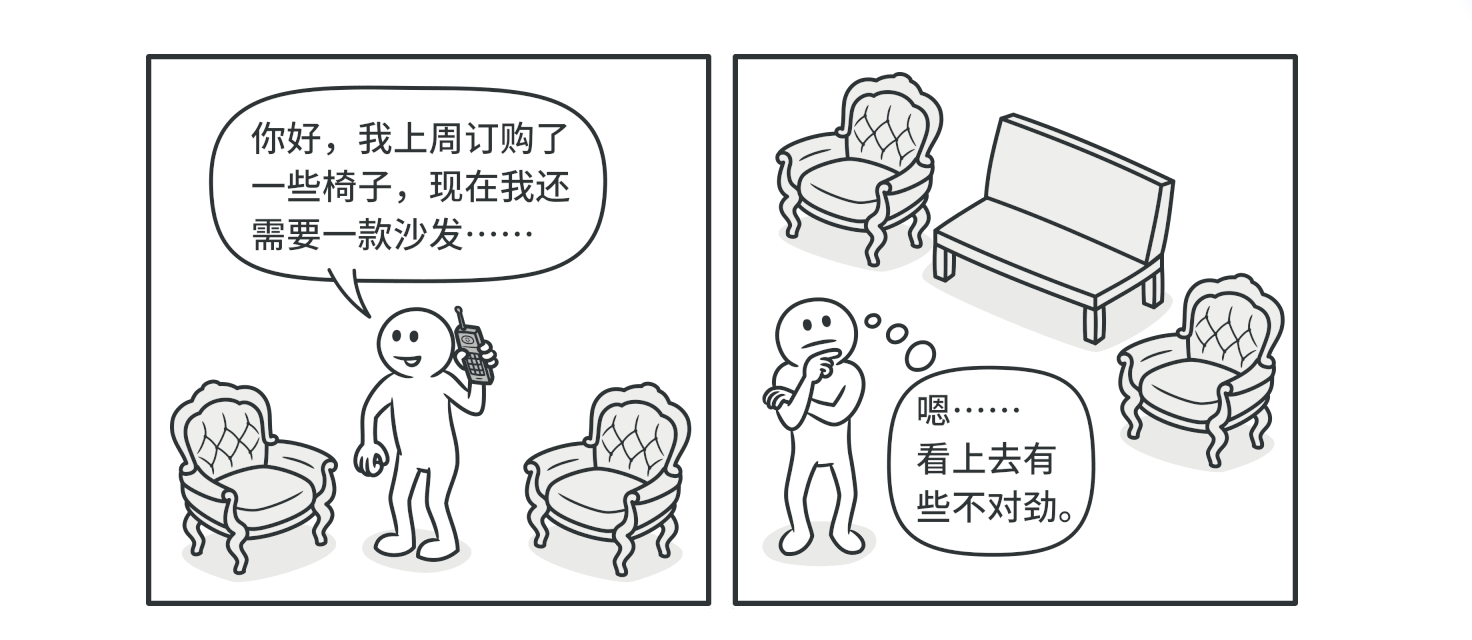 你好，我上周订购了
一些椅子，现在我还
需要一款沙发……
嗯……
看上去有
些不对劲。